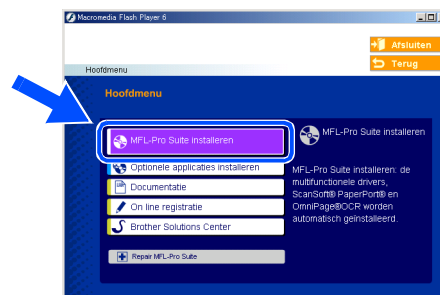 Macromedia Flash Player 6
Afsluiten
Terug
Hoofdmenu
Hoofdmenu
MFL-Pro Suite installeren
Optionele applicaties installeren
Documentatie
On line registratie
Brother Solutions Center
Repair MFL-Pro Suite
MFL-Pro Suite installeren
MFL-Pro Suite installeren: de
multifunctionele drivers,
ScanSoft® PaperPort® en
OmniPage®OCR worden
automatisch geïnstalleerd.